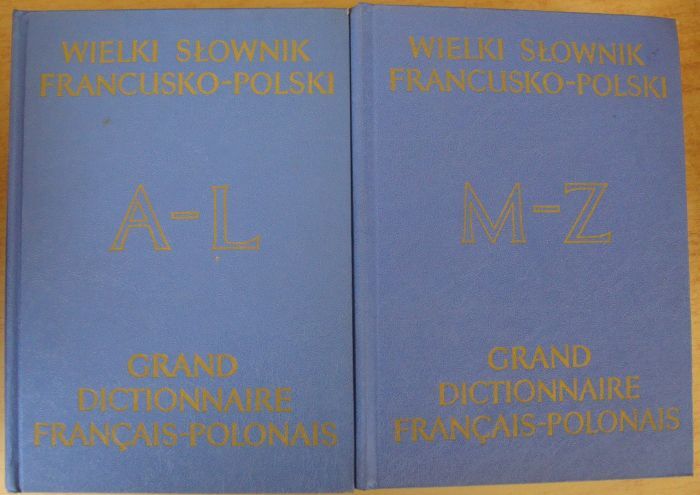 WIELKI SŁOWNIK
FRANCUSKO-POLSKI
A-L
GRAND
DICTIONNAIRE
FRANÇAIS-POLONAIS
WIELKI SŁOWNIK
FRANCUSKO-POLSKI
M-Z
GRAND
DICTIONNAIRE
FRANÇAIS-POLONAIS